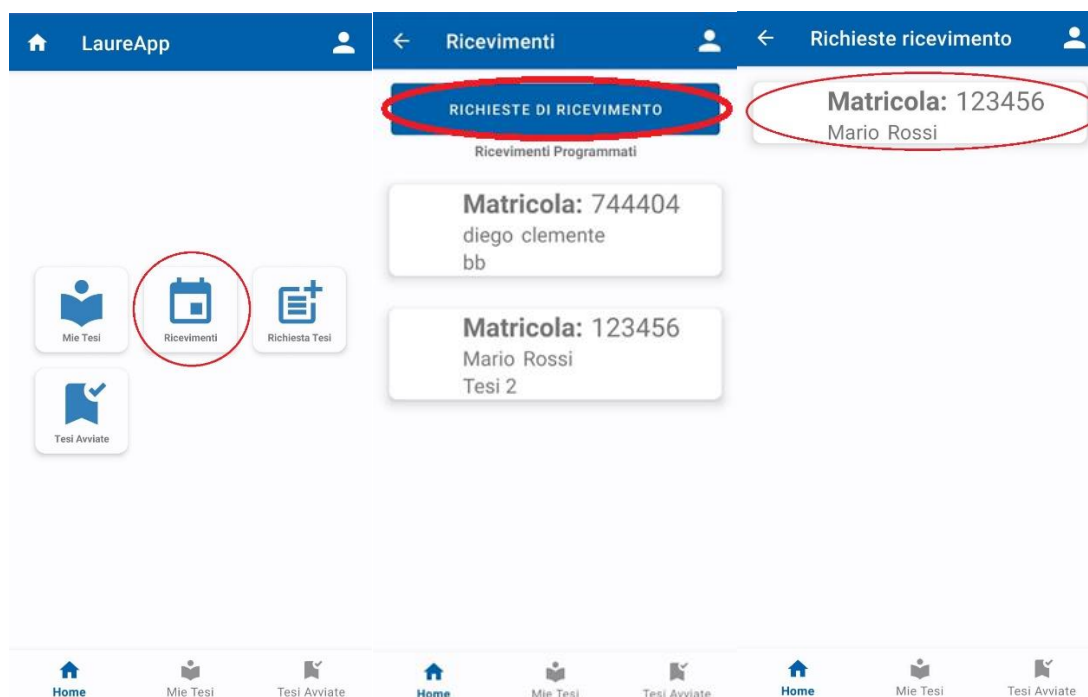 LaureApp
Mie Tesi
Ricevimenti
Richiesta Tesi
Tesi Avviate
Home
Mie Tesi
Tesi Avviate
Ricevimenti
RICHIESTE DI RICEVIMENTO
Ricevimenti Programmati
Matricola: 744404
diego clemente
bb
Matricola: 123456
Mario Rossi
Tesi 2
Home
Mie Tesi
Tesi Avviate
Richieste ricevimento
Matricola: 123456
Mario Rossi
Home
Mie Tesi
Tesi Avviate